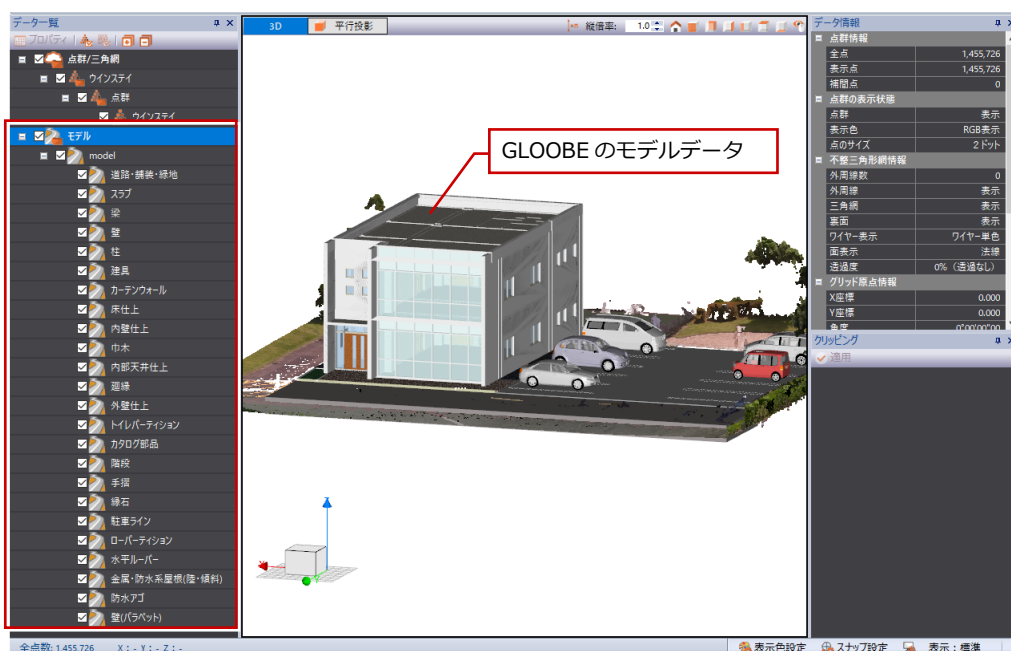 データ一覧
プロパティ
点群/三角網
ウインステイ
点群
ウインステイ
モデル
model
道路・舗装・緑地
スラブ
梁
壁
柱
建具
カーテンウォール
床仕上
内壁仕上
巾木
内部天井仕上
廻縁
外壁仕上
トイレパーティション
カタログ部品
階段
手摺
縁石
駐車ライン
ローパーティション
水平ルーバー
金属・防水系屋根(陸・傾斜)
防水アゴ
壁(パラペット)
3D 平行投影 縦倍率: 1.0
GLOOBE のモデルデータ
Z
データ情報
点群情報
全点 1,455,726
表示点 1,455,726
補間点 0
点群の表示状態
点群 表示
表示色 RGB表示
点のサイズ 2ドット
不整三角形網情報
外周線数 0
外周線 表示
三角網 表示
裏面 表示
ワイヤー表示 ワイヤー単色
面表示 法線
透過度 0% (透過なし)
グリッド原点情報
X座標 0.000
Y座標 0.000
角度 0°00'00"00
クリッピング
適用
全点数: 1,455,726 X : - Y : - Z : -
表示色設定 スナップ設定 表示：標準